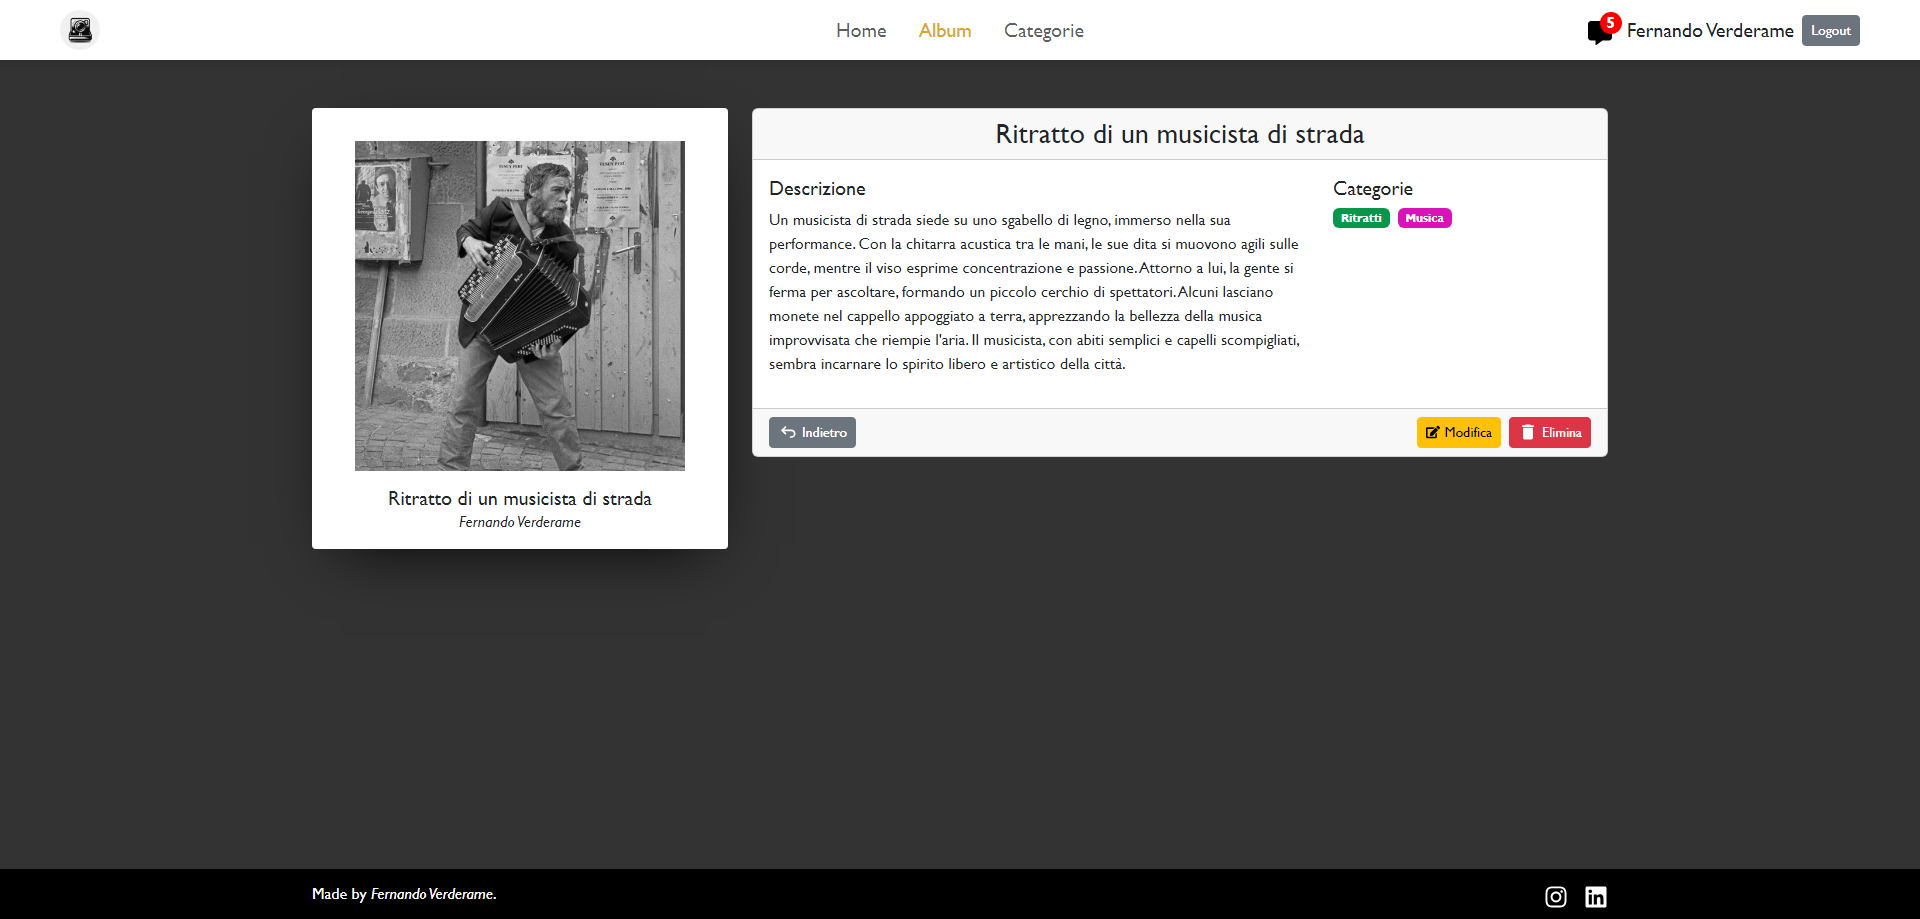 Home Album Categorie
5 Fernando Verderame Logout
Ritratto di un musicista di strada
Fernando Verderame
Ritratto di un musicista di strada
Descrizione
Un musicista di strada siede su uno sgabello di legno, immerso nella sua
performance. Con la chitarra acustica tra le mani, le sue dita si muovono agili sulle
corde, mentre il viso esprime concentrazione e passione. Attorno a lui, la gente si
ferma per ascoltare, formando un piccolo cerchio di spettatori. Alcuni lasciano
monete nel cappello appoggiato a terra, apprezzando la bellezza della musica
improvvisata che riempie l'aria. Il musicista, con abiti semplici e capelli scompigliati,
sembra incarnare lo spirito libero e artistico della città.
Categorie
Ritratti Musica
Indietro
Modifica Elimina
Made by Fernando Verderame.